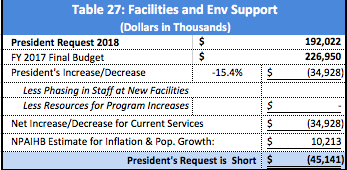 Table 27: Facilities and Env Support
(Dollars in Thousands)
President Request 2018 $ 192,022
FY 2017 Final Budget $ 226,950
President's Increase/Decrease -15.4% $ (34,928)
Less Phasing in Staff at New Facilities
Less Resources for Program Increases $ -
Net Increase/Decrease for Current Services $ (34,928)
NPAIHB Estimate for Inflation & Pop. Growth: $ 10,213
President's Request is Short $ (45,141)